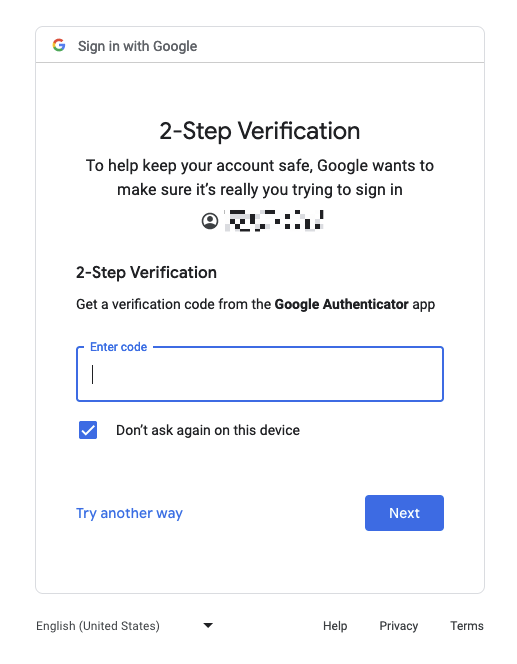 Sign in with Google
2-Step Verification
To help keep your account safe, Google wants to
make sure it’s really you trying to sign in
2-Step Verification
Get a verification code from the Google Authenticator app
Enter code
Don’t ask again on this device
Try another way
Next
English (United States)
Help
Privacy
Terms